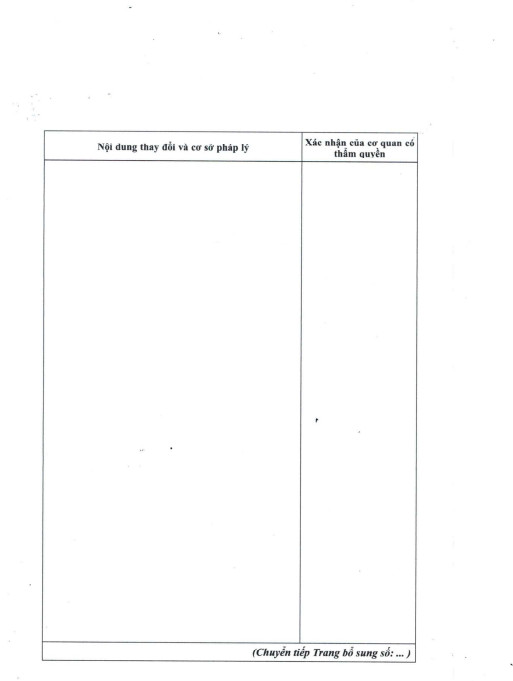 Nội dung thay đổi và cơ sở pháp lý
Xác nhận của cơ quan có
thẩm quyền
(Chuyển tiếp Trang bổ sung số: ... )